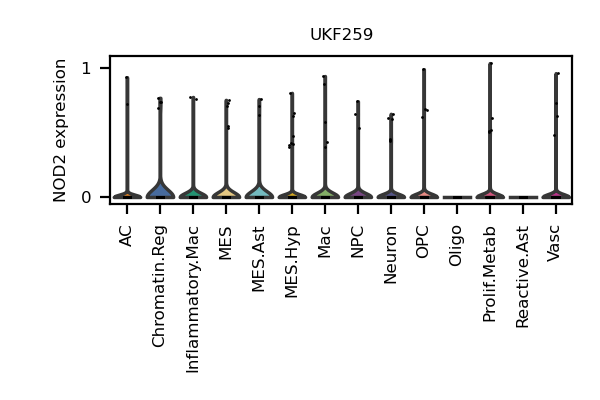 UKF259
NOD2 expression
1
0
AC
Chromatin.Reg
Inflammatory.Mac
MES
MES.Ast
MES.Hyp
Mac
NPC
Neuron
OPC
Oligo
Prolif.Metab
Reactive.Ast
Vasc